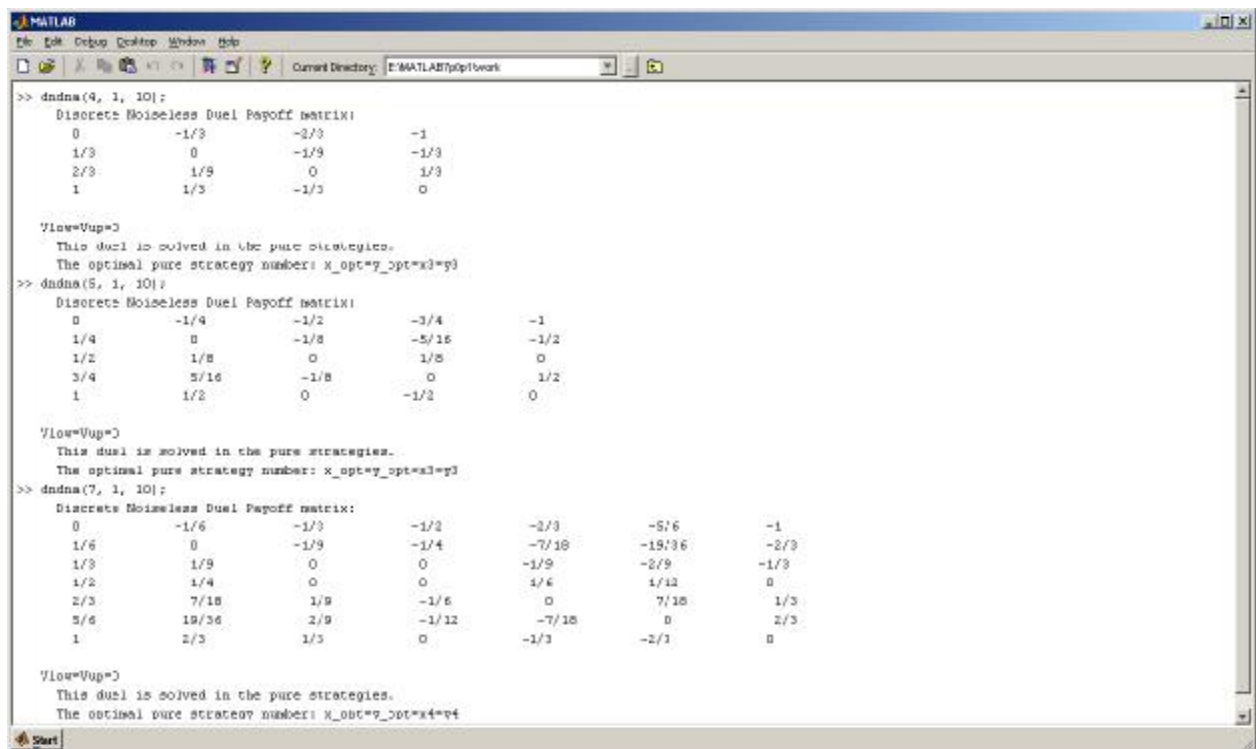 MATLAB
File Edit Debug Desktop Window Help
Current Directory: E:\MATLAB7p0p1\work
>> dndna(4, 1, 10);
Discrete Noiseless Duel Payoff matrix:
0 -1/3 -2/3 -1
1/3 0 -1/9 -1/3
2/3 1/9 0 1/3
1 1/3 -1/3 0
Vlow=Vup=0
This duel is solved in the pure strategies.
The optimal pure strategy number: x_opt=y_opt=x3=y3
>> dndna(5, 1, 10);
Discrete Noiseless Duel Payoff matrix:
0 -1/4 -1/2 -3/4 -1
1/4 0 -1/8 -5/16 -1/2
1/2 1/8 0 1/8 0
3/4 5/16 -1/8 0 1/2
1 1/2 0 -1/2 0
Vlow=Vup=0
This duel is solved in the pure strategies.
The optimal pure strategy number: x_opt=y_opt=x3=y3
>> dndna(7, 1, 10);
Discrete Noiseless Duel Payoff matrix:
0 -1/6 -1/3 -1/2 -2/3 -5/6 -1
1/6 0 -1/9 -1/4 -7/18 -19/36 -2/3
1/3 1/9 0 0 -1/9 -2/9 -1/3
1/2 1/4 0 0 1/6 1/12 0
2/3 7/18 1/9 -1/6 0 7/18 1/3
5/6 19/36 2/9 -1/12 -7/18 0 2/3
1 2/3 1/3 0 -1/3 -2/3 0
Vlow=Vup=0
This duel is solved in the pure strategies.
The optimal pure strategy number: x_opt=y_opt=x4=y4
Start